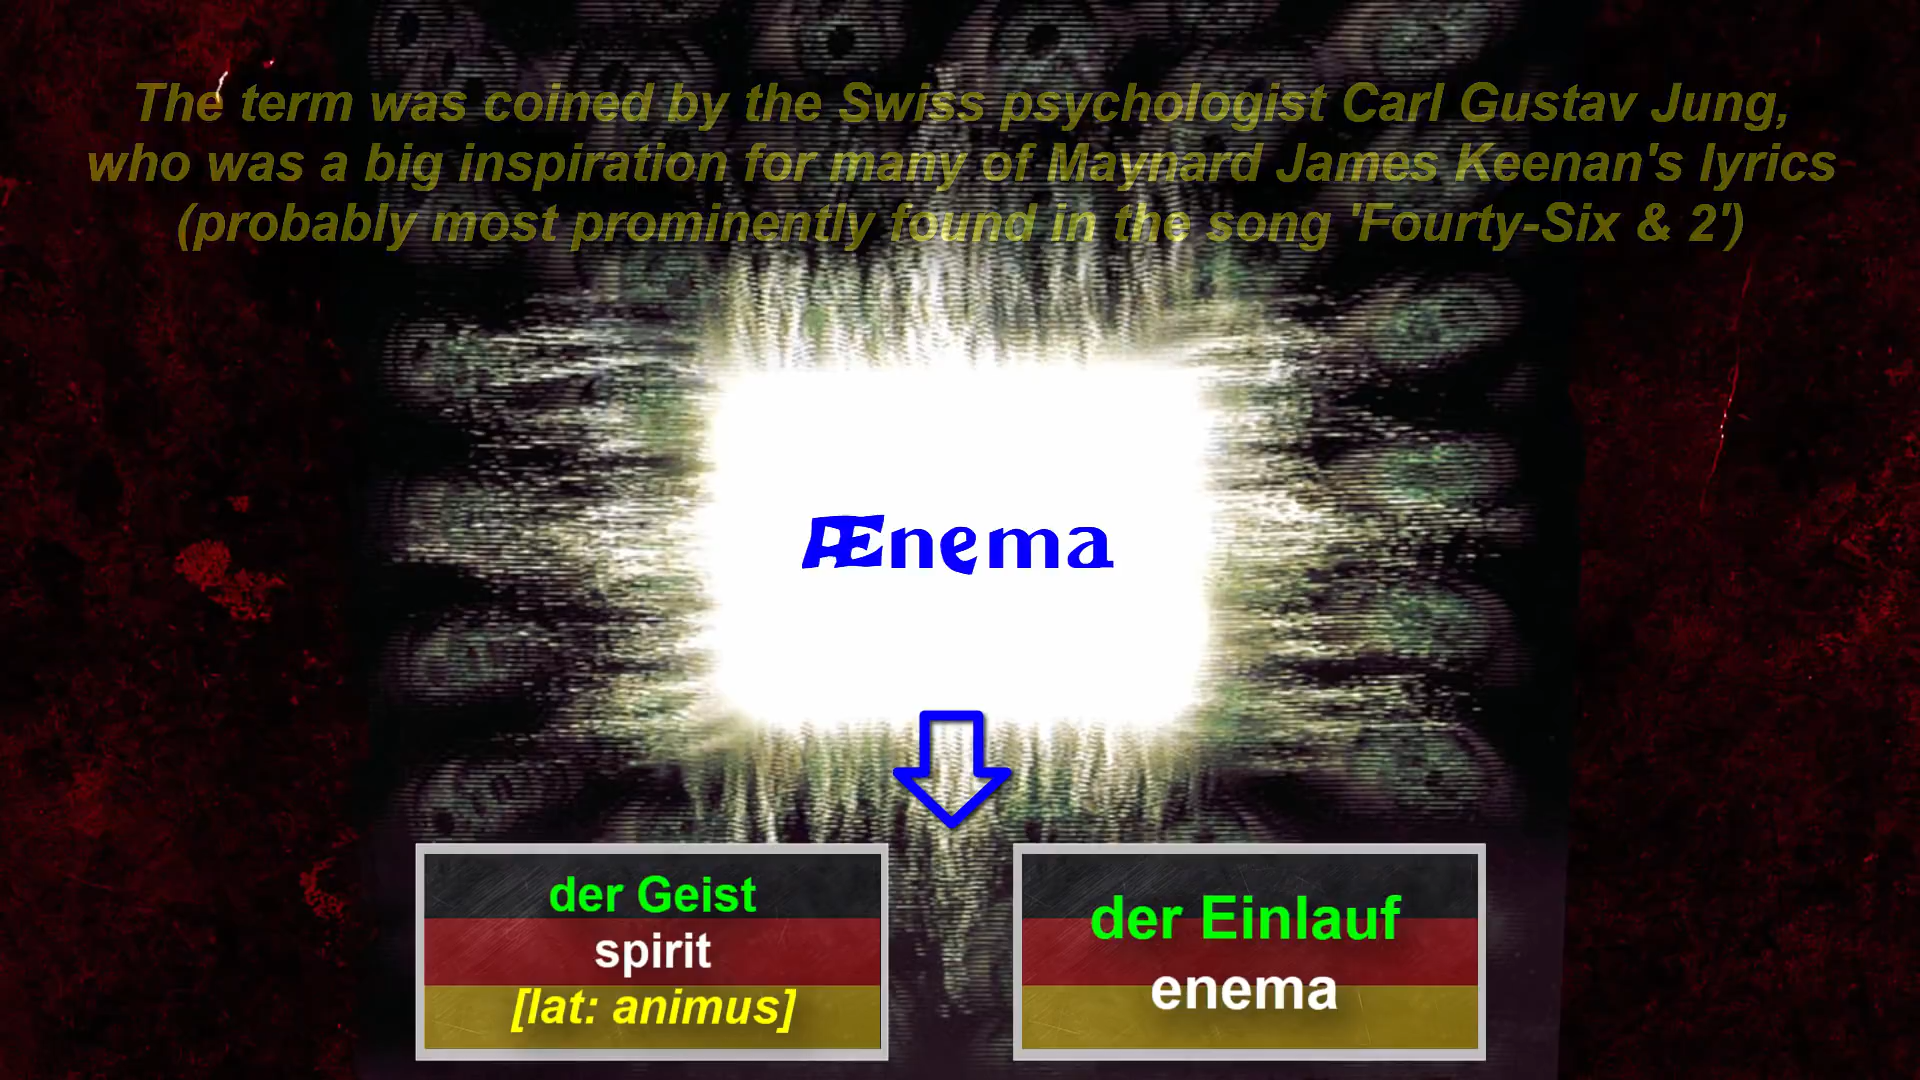 The term was coined by the Swiss psychologist Carl Gustav Jung,
who was a big inspiration for many of Maynard James Keenan's lyrics
(probably most prominently found in the song 'Fourty-Six & 2')
Ænema
der Geist
spirit
[lat: animus]
der Einlauf
enema